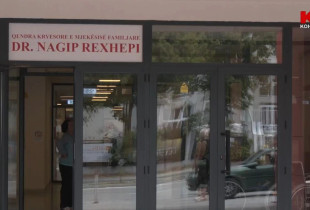 QENDRA KRYESORE E MJEKËSISË FAMILJARE
DR. NAGIP REXHEPI